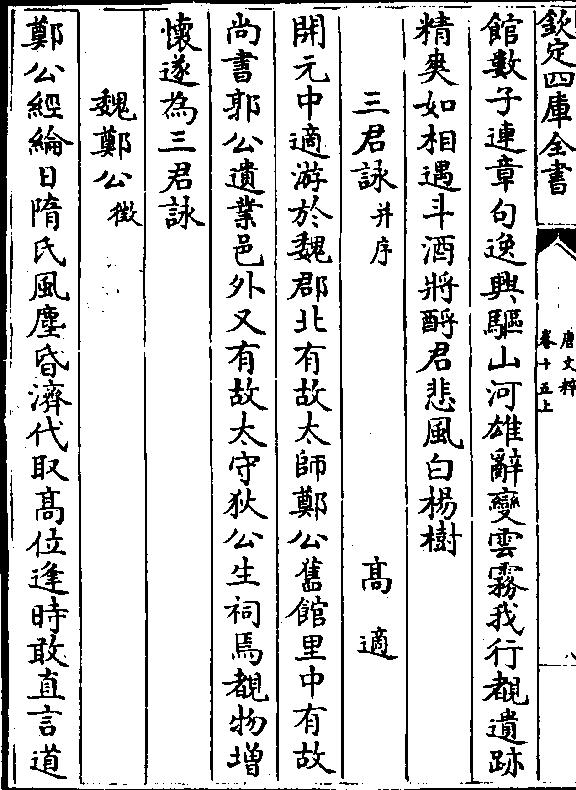 欽定四庫全書
唐文粹
卷十五上
八
館數子連章句逸興驅山河雄辭變雲霧我行覩遺跡
精爽如相遇斗酒將酹君悲風白楊樹
三君詠并序
高適
開元中適游於魏郡北有故太師鄭公舊館里中有故
尚書郭公遺業邑外又有故太守狄公生祠焉覩物增
懷遂為三君詠
魏鄭公徵
鄭公經綸日隋氏風塵昏濟代取髙位逢時敢直言道